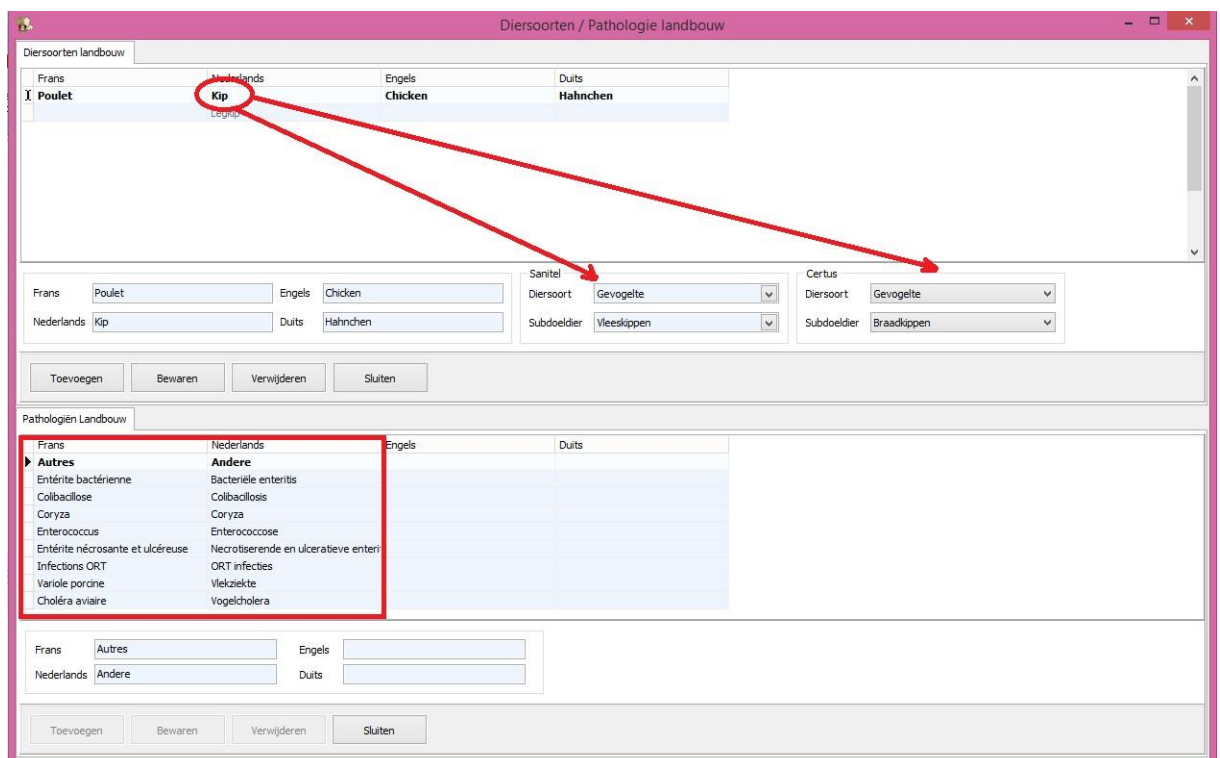 Diersoorten / Pathologie landbouw
Diersoorten landbouw
Frans Nederlands Engels Duits
Poulet Kip Chicken Hahnchen
Legkip
Sanitel Certus
Frans Poulet Engels Chicken Diersoort Gevogelte Diersoort Gevogelte
Nederlands Kip Duits Hahnchen Subdoeldier Vleeskippen Subdoeldier Braadkippen
Toevoegen Bewaren Verwijderen Sluiten
Pathologiën Landbouw
Frans Nederlands Engels Duits
Autres Andere
Entérite bactérienne Bacteriële enteritis
Colibacillose Colibacillosis
Coryza Coryza
Enterococcus Enterococcose
Entérite nécrosante et ulcéreuse Necrotiserende en ulceratieve enteri
Infections ORT ORT infecties
Variole porcine Vlekziekte
Choléra aviaire Vogelcholera
Frans Autres Engels
Nederlands Andere Duits
Toevoegen Bewaren Verwijderen Sluiten